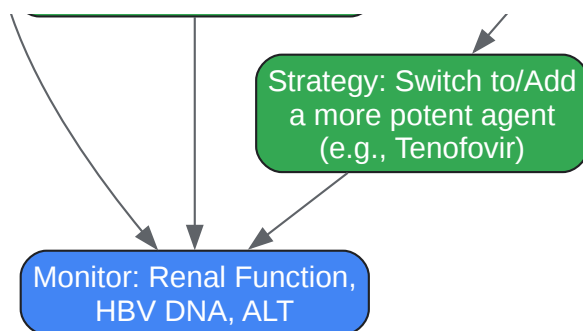 Strategy: Switch to/Add
a more potent agent
(e.g., Tenofovir)
Monitor: Renal Function,
HBV DNA, ALT